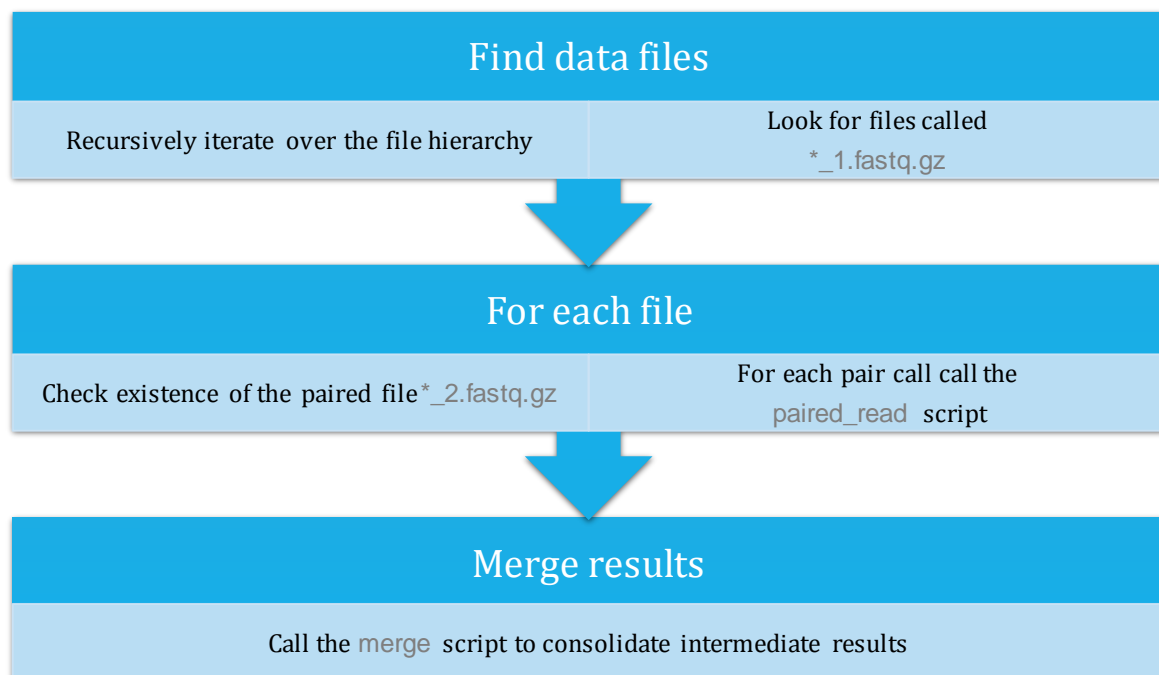 Find data files
Recursively iterate over the file hierarchy
Look for files called
*_1.fastq.gz
For each file
Check existence of the paired file *_2.fastq.gz
For each pair call call the
paired_read script
Merge results
Call the merge script to consolidate intermediate results